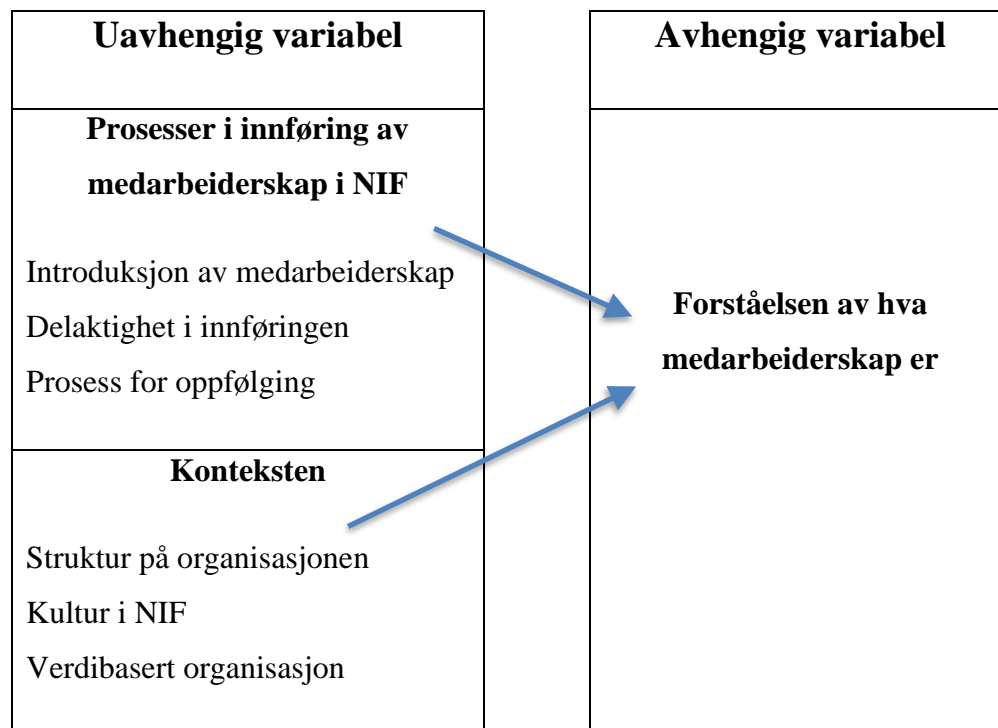 Uavhengig variabel
Prosesser i innføring av
medarbeiderskap i NIF
Introduksjon av medarbeiderskap
Delaktighet i innføringen
Prosess for oppfølging
Konteksten
Struktur på organisasjonen
Kultur i NIF
Verdibasert organisasjon
Avhengig variabel
Forståelsen av hva
medarbeiderskap er